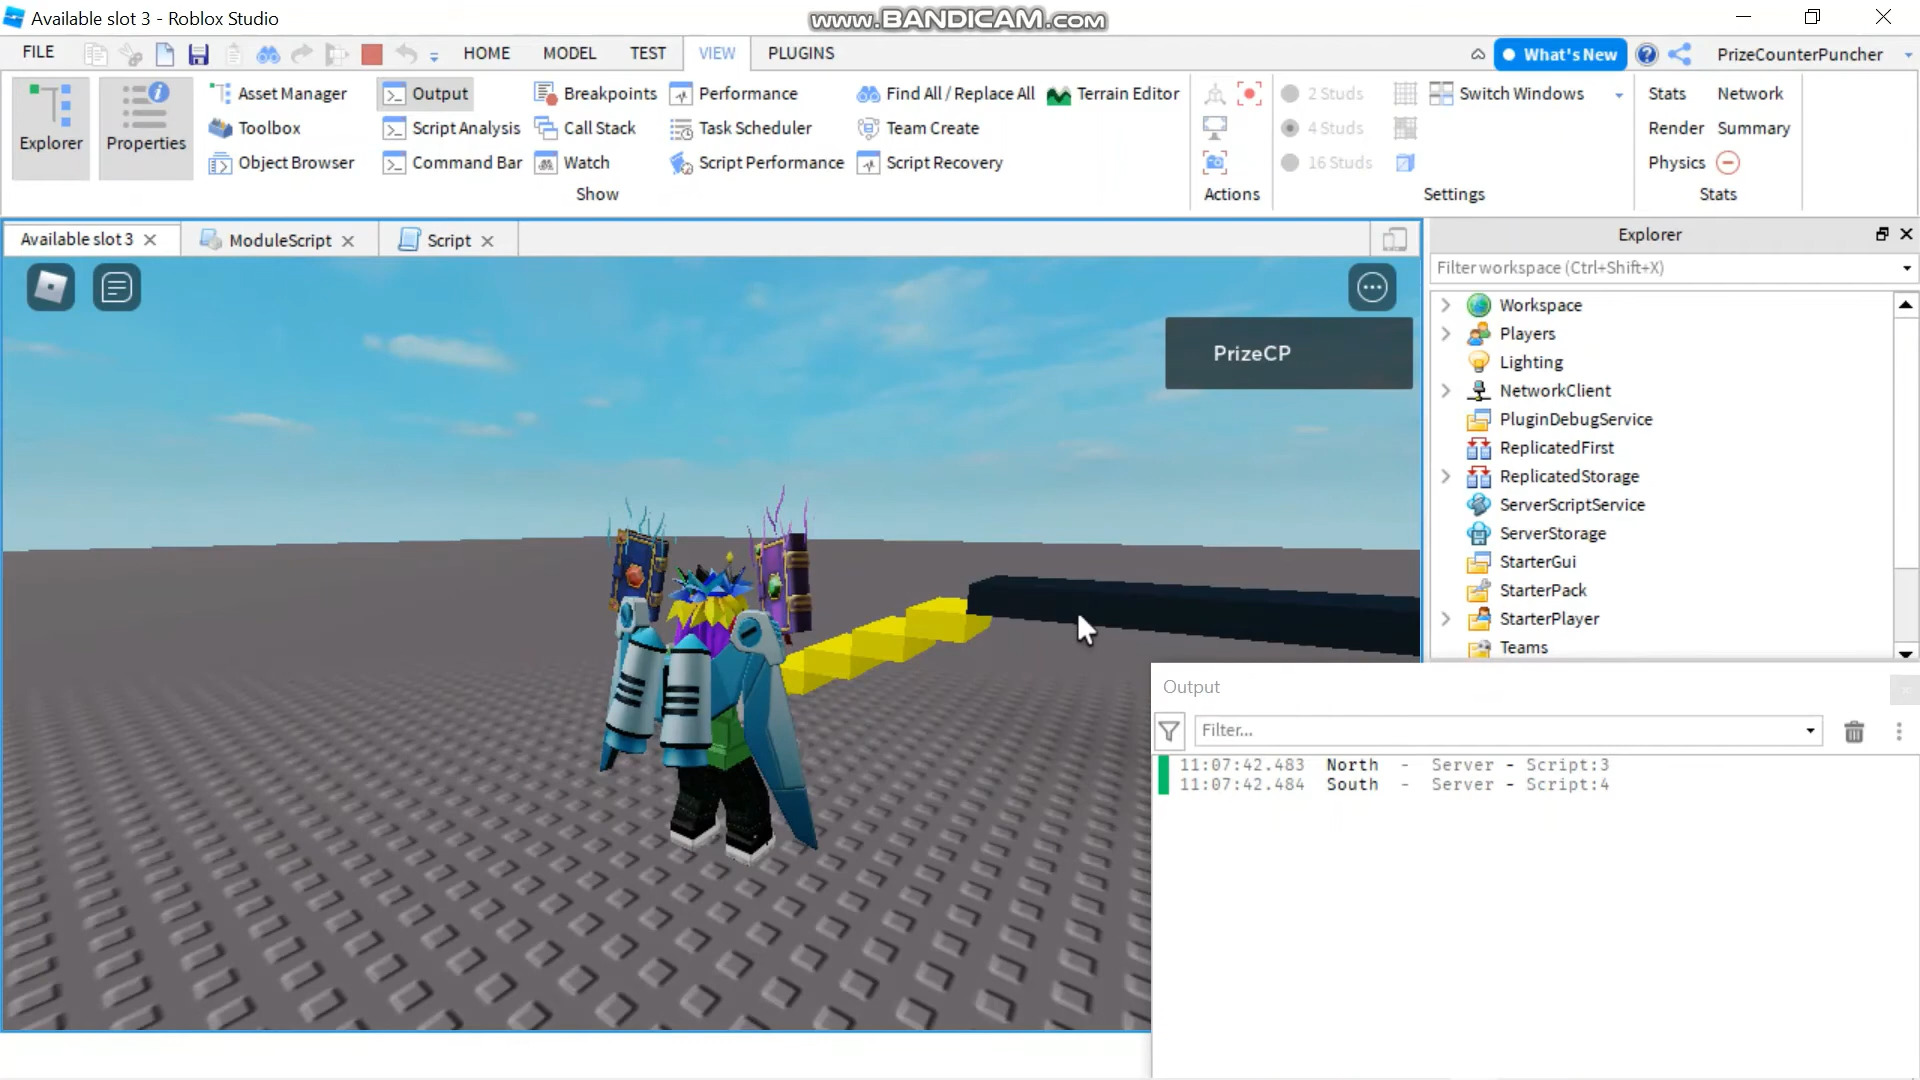 Available slot 3 - Roblox Studio
www.BANDICAM.com
FILE HOME MODEL TEST VIEW PLUGINS What's New PrizeCounterPuncher
Explorer
Properties
Asset Manager
Toolbox
Object Browser
Output
Script Analysis
Command Bar
Breakpoints
Call Stack
Watch
Performance
Task Scheduler
Script Performance
Find All / Replace All
Team Create
Script Recovery
Terrain Editor
Show
Actions
2 Studs
4 Studs
16 Studs
Switch Windows
Settings
Stats Network
Render Summary
Physics
Stats
Available slot 3 ModuleScript Script
PrizeCP
Explorer
Filter workspace (Ctrl+Shift+X)
Workspace
Players
Lighting
NetworkClient
PluginDebugService
ReplicatedFirst
ReplicatedStorage
ServerScriptService
ServerStorage
StarterGui
StarterPack
StarterPlayer
Teams
Output
Filter...
11:07:42.483 North - Server - Script:3
11:07:42.484 South - Server - Script:4